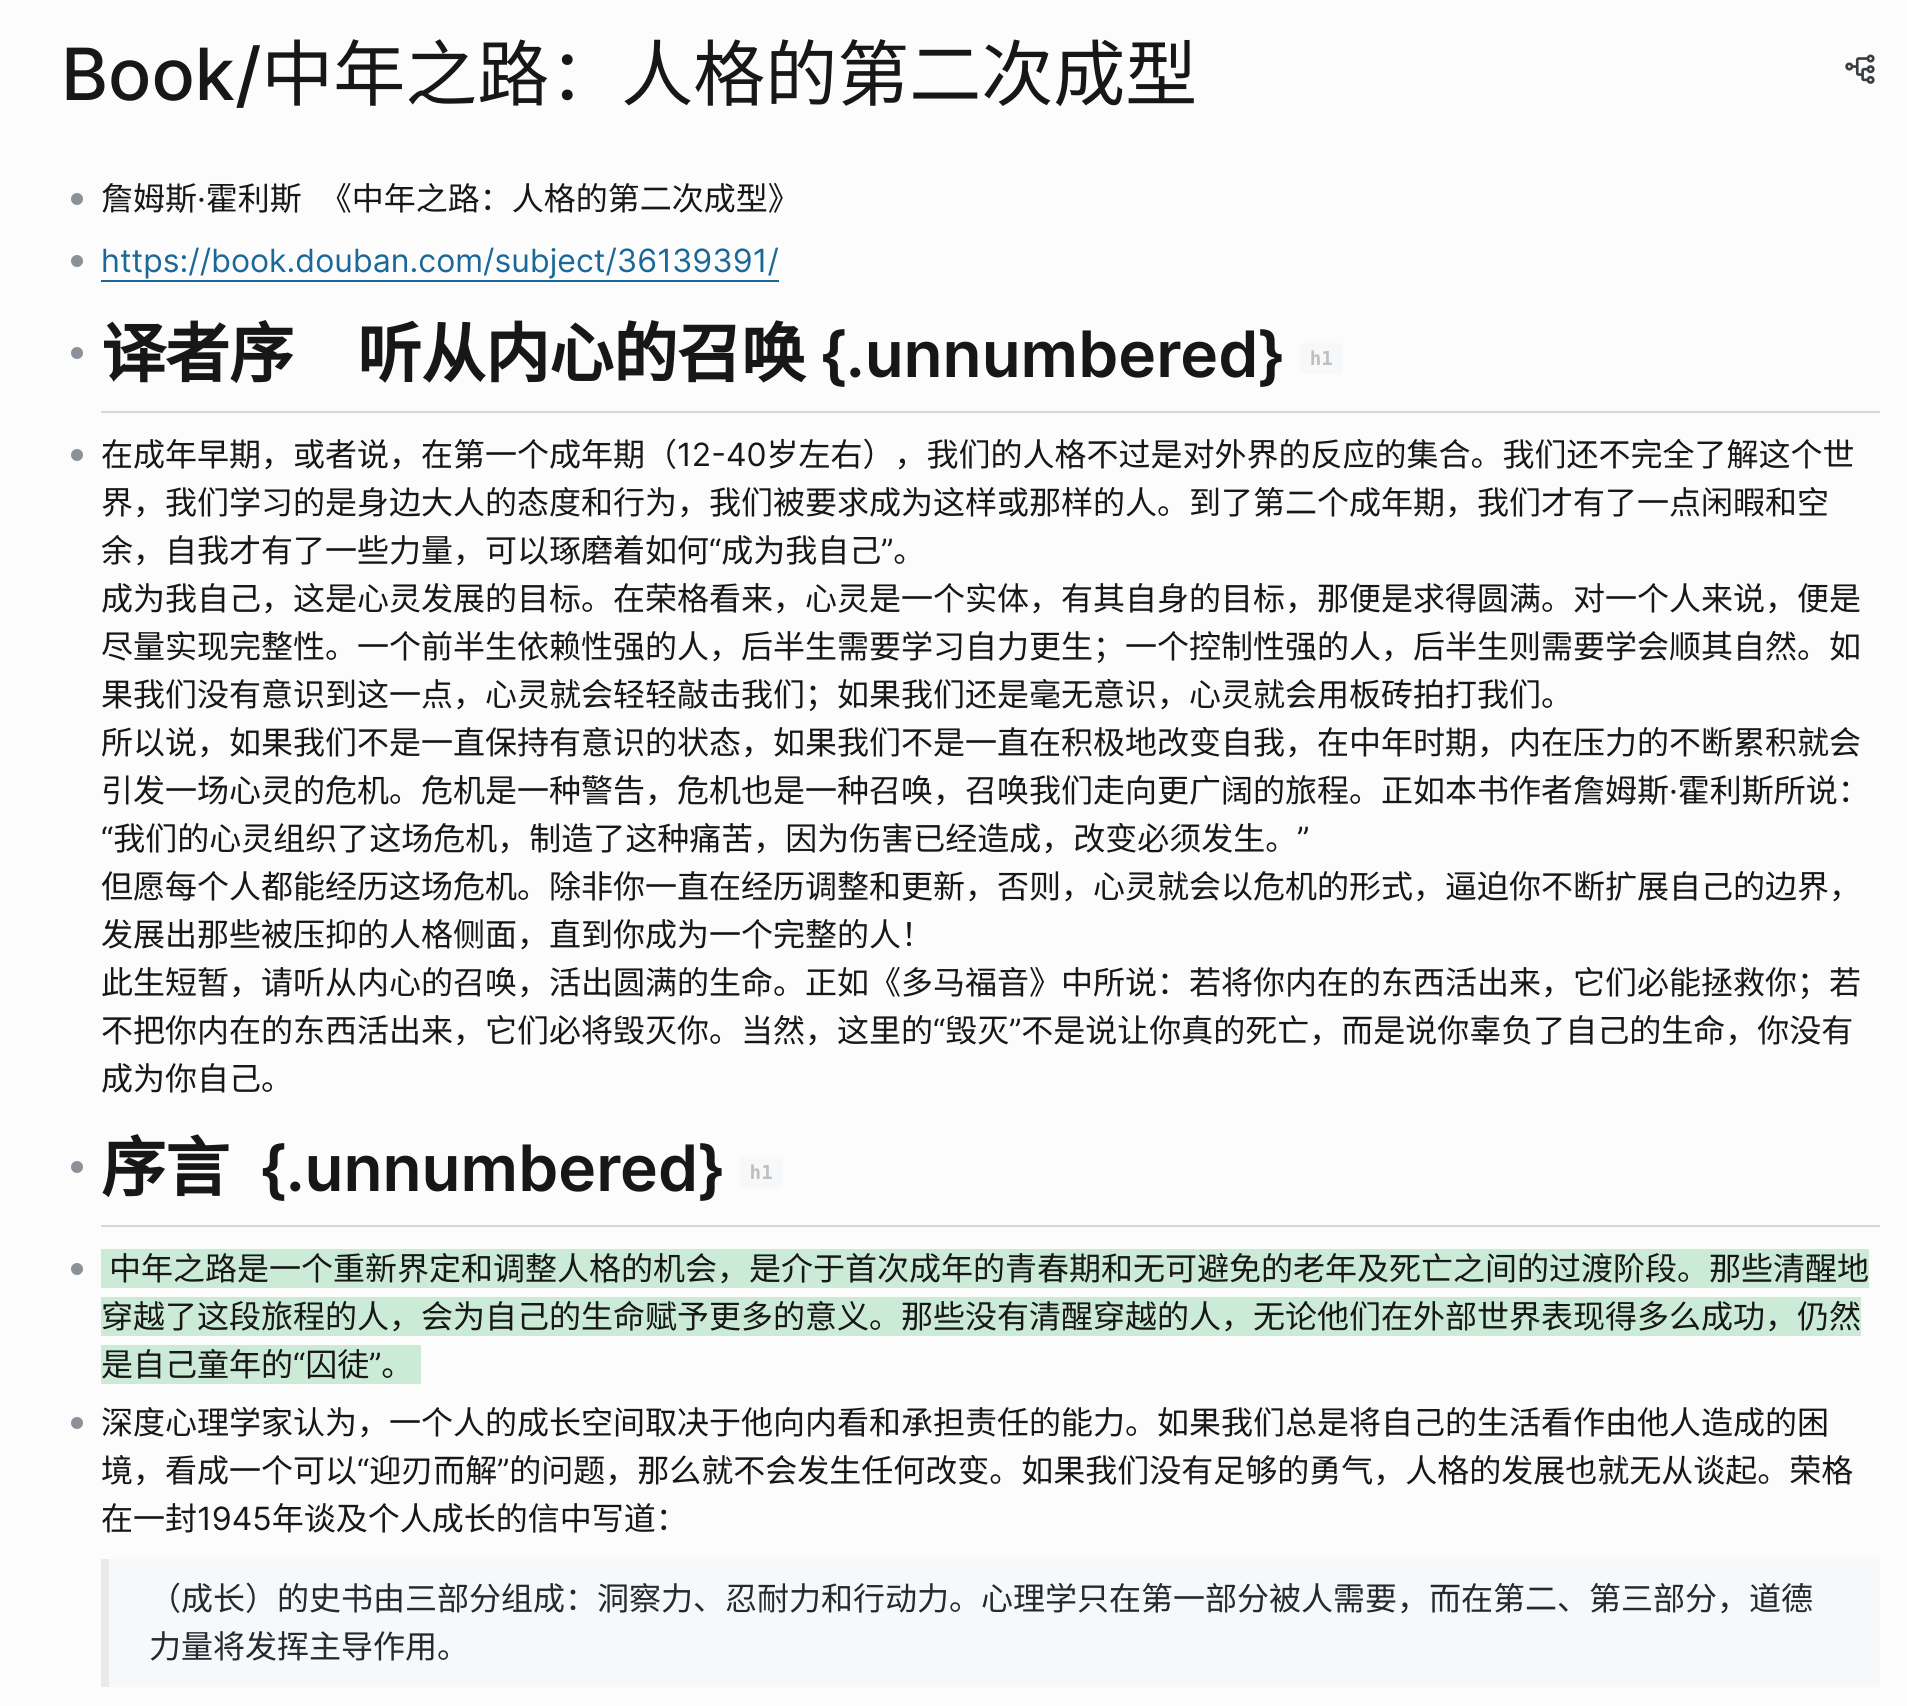 Book/中年之路：人格的第二次成型
詹姆斯·霍利斯 《中年之路：人格的第二次成型》
https://book.douban.com/subject/36139391/
译者序　听从内心的召唤 {.unnumbered} h1
在成年早期，或者说，在第一个成年期（12-40岁左右），我们的人格不过是对外界的反应的集合。我们还不完全了解这个世
界，我们学习的是身边大人的态度和行为，我们被要求成为这样或那样的人。到了第二个成年期，我们才有了一点闲暇和空
余，自我才有了一些力量，可以琢磨着如何“成为我自己”。
成为我自己，这是心灵发展的目标。在荣格看来，心灵是一个实体，有其自身的目标，那便是求得圆满。对一个人来说，便是
尽量实现完整性。一个前半生依赖性强的人，后半生需要学习自力更生；一个控制性强的人，后半生则需要学会顺其自然。如
果我们没有意识到这一点，心灵就会轻轻敲击我们；如果我们还是毫无意识，心灵就会用板砖拍打我们。
所以说，如果我们不是一直保持有意识的状态，如果我们不是一直在积极地改变自我，在中年时期，内在压力的不断累积就会
引发一场心灵的危机。危机是一种警告，危机也是一种召唤，召唤我们走向更广阔的旅程。正如本书作者詹姆斯·霍利斯所说：
“我们的心灵组织了这场危机，制造了这种痛苦，因为伤害已经造成，改变必须发生。”
但愿每个人都能经历这场危机。除非你一直在经历调整和更新，否则，心灵就会以危机的形式，逼迫你不断扩展自己的边界，
发展出那些被压抑的人格侧面，直到你成为一个完整的人！
此生短暂，请听从内心的召唤，活出圆满的生命。正如《多马福音》中所说：若将你内在的东西活出来，它们必能拯救你；若
不把你内在的东西活出来，它们必将毁灭你。当然，这里的“毁灭”不是说让你真的死亡，而是说你辜负了自己的生命，你没有
成为你自己。
序言 {.unnumbered} h1
中年之路是一个重新界定和调整人格的机会，是介于首次成年的青春期和无可避免的老年及死亡之间的过渡阶段。那些清醒地
穿越了这段旅程的人，会为自己的生命赋予更多的意义。那些没有清醒穿越的人，无论他们在外部世界表现得多么成功，仍然
是自己童年的“囚徒”。
深度心理学家认为，一个人的成长空间取决于他向内看和承担责任的能力。如果我们总是将自己的生活看作由他人造成的困
境，看成一个可以“迎刃而解”的问题，那么就不会发生任何改变。如果我们没有足够的勇气，人格的发展也就无从谈起。荣格
在一封1945年谈及个人成长的信中写道：
（成长）的史书由三部分组成：洞察力、忍耐力和行动力。心理学只在第一部分被人需要，而在第二、第三部分，道德
力量将发挥主导作用。